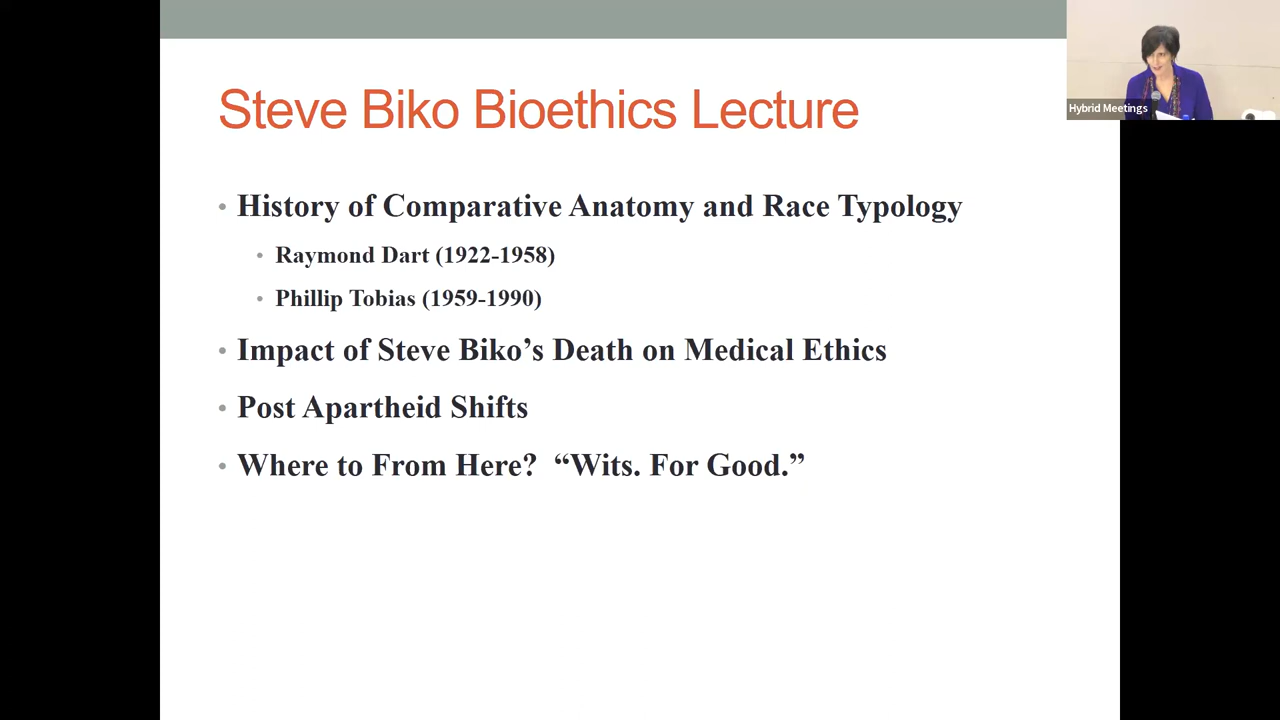 Steve Biko Bioethics Lecture
Hybrid Meetings
• History of Comparative Anatomy and Race Typology
• Raymond Dart (1922-1958)
• Phillip Tobias (1959-1990)
• Impact of Steve Biko’s Death on Medical Ethics
• Post Apartheid Shifts
• Where to From Here?  “Wits. For Good.”